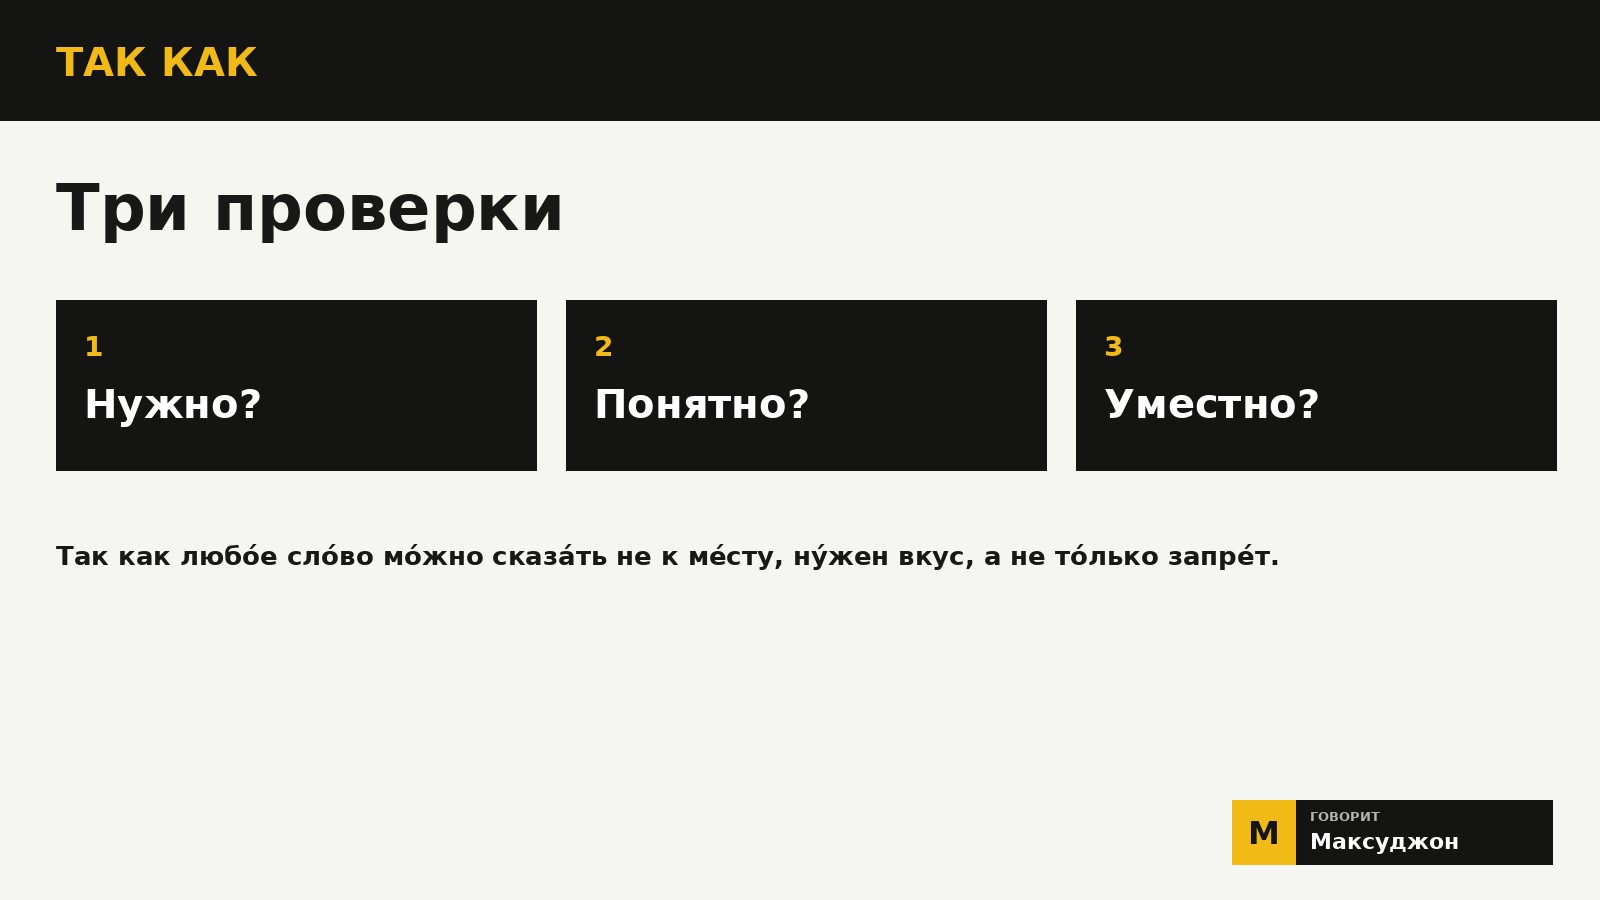 ТАК КАК
Три проверки
1
Нужно?
2
Понятно?
3
Уместно?
Так как любо́е сло́во мо́жно сказа́ть не к ме́сту, ну́жен вкус, а не то́лько запре́т.
М
ГОВОРИТ
Максуджон